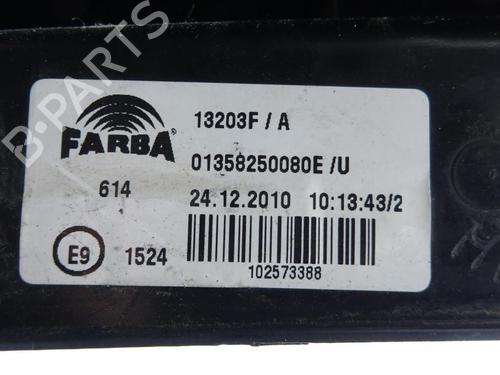 FARBA®
13203F / A
01358250080E /U
614
24.12.2010 10:13:43/2
E9 1524
102573388
B-PARTS